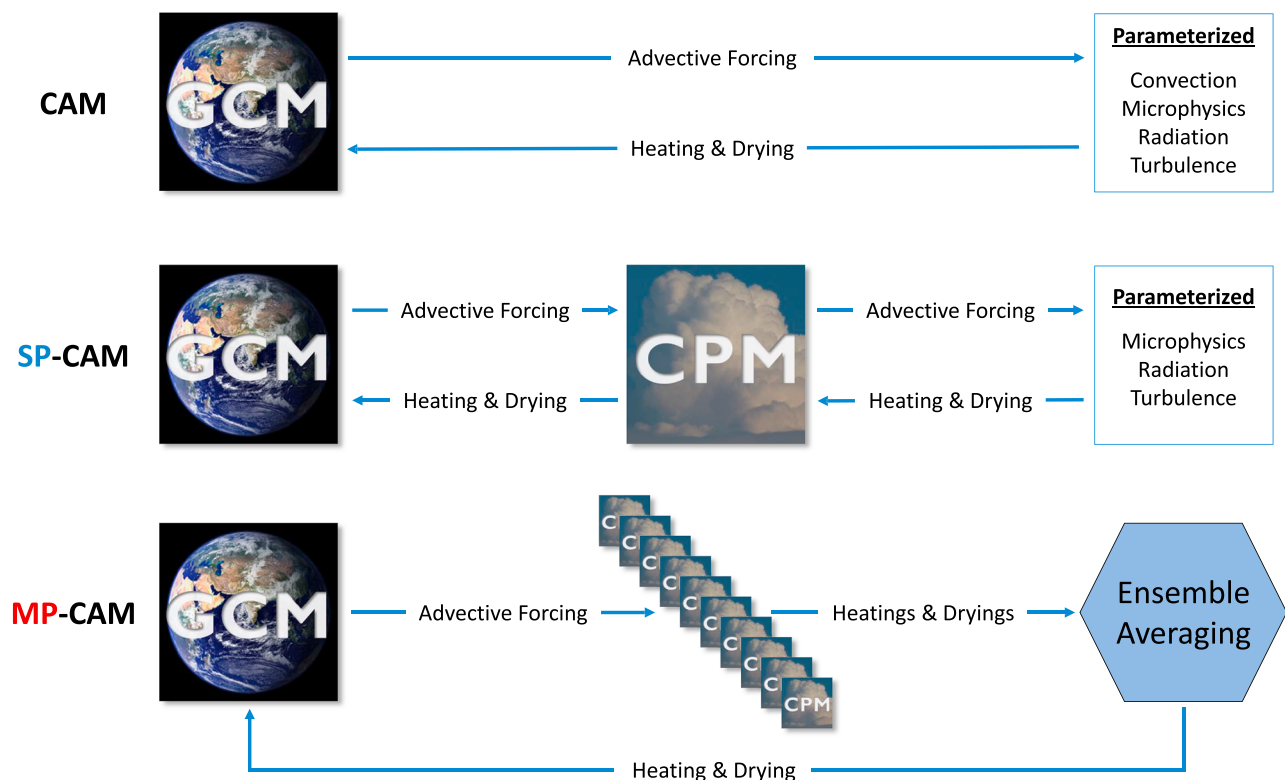 CAM
GCM
Advective Forcing
Heating & Drying
Parameterized
Convection
Microphysics
Radiation
Turbulence
SP-CAM
GCM
Advective Forcing
Heating & Drying
CPM
Advective Forcing
Heating & Drying
Parameterized
Microphysics
Radiation
Turbulence
MP-CAM
GCM
Advective Forcing
C
C
C
C
C
C
C
C
C
C
CPM
Heatings & Dryings
Ensemble
Averaging
Heating & Drying